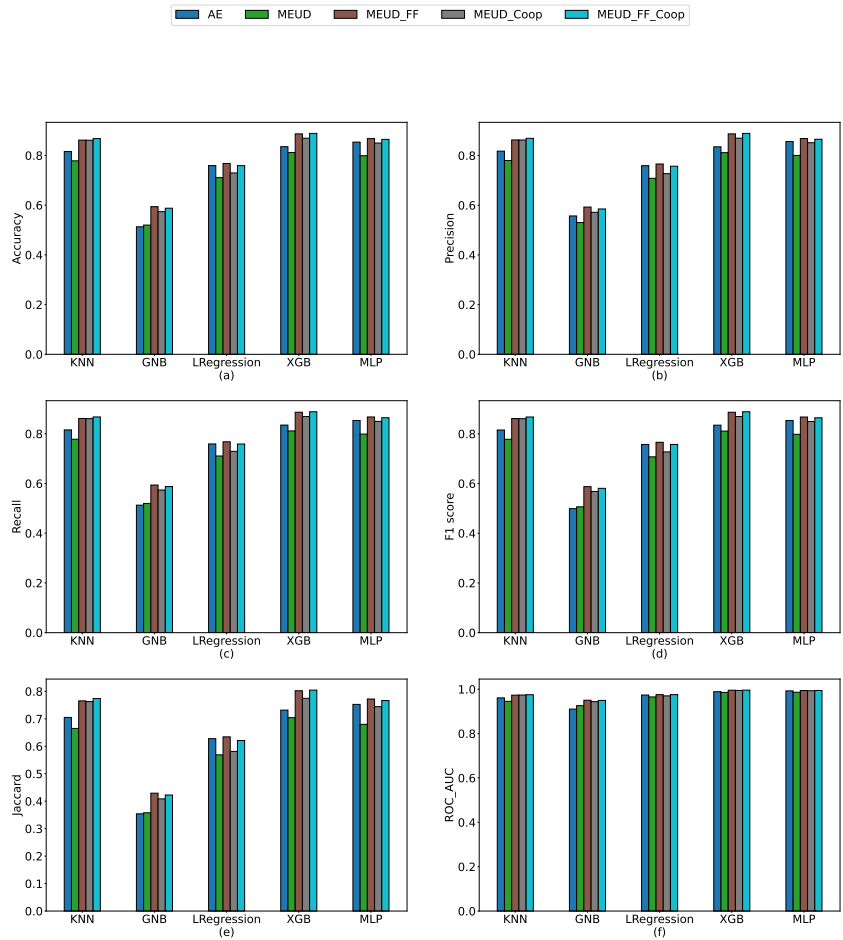 AE MEUD MEUD_FF MEUD_Coop MEUD_FF_Coop
Accuracy
0.8
0.6
0.4
0.2
0.0
KNN GNB LRegression XGB MLP
(a)
Precision
0.8
0.6
0.4
0.2
0.0
KNN GNB LRegression XGB MLP
(b)
Recall
0.8
0.6
0.4
0.2
0.0
KNN GNB LRegression XGB MLP
(c)
F1 score
0.8
0.6
0.4
0.2
0.0
KNN GNB LRegression XGB MLP
(d)
Jaccard
0.8
0.7
0.6
0.5
0.4
0.3
0.2
0.1
0.0
KNN GNB LRegression XGB MLP
(e)
ROC_AUC
1.0
0.8
0.6
0.4
0.2
0.0
KNN GNB LRegression XGB MLP
(f)